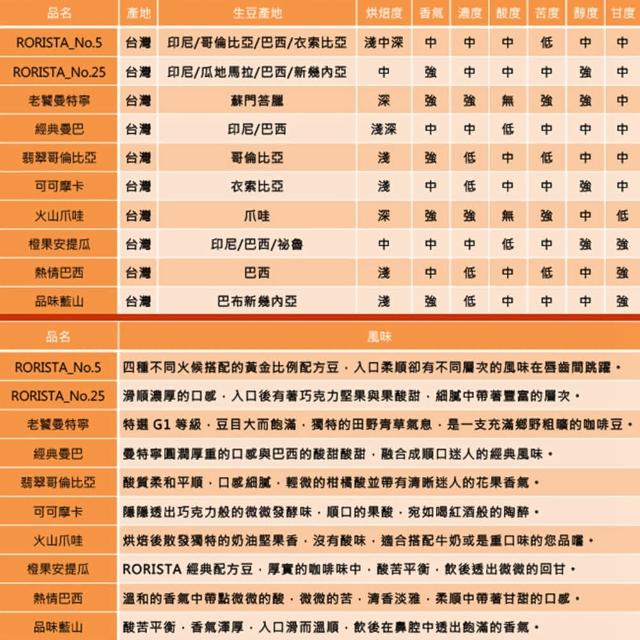 品名 產地 生豆產地 烘焙度 香氣 濃度 酸度 苦度 醇度 甘度
RORISTA_No.5 台灣 印尼/哥倫比亞/巴西/衣索比亞 淺中深 中 中 中 低 中 中
RORISTA_No.25 台灣 印尼/瓜地馬拉/巴西/新幾內亞 中 強 中 中 中 強 中
老饕曼特寧 台灣 蘇門答臘 深 強 強 無 強 強 中
經典曼巴 台灣 印尼/巴西 淺深 中 中 低 中 中 中
翡翠哥倫比亞 台灣 哥倫比亞 淺 強 低 中 低 中 中
可可摩卡 台灣 衣索比亞 淺 中 低 中 中 強 中
火山爪哇 台灣 爪哇 深 強 強 無 強 中 低
橙果安提瓜 台灣 印尼/巴西/祕魯 中 中 中 低 中 強 強
熱情巴西 台灣 巴西 淺 中 低 中 低 中 強
品味藍山 台灣 巴布新幾內亞 淺 強 低 中 中 中 強
品名 風味
RORISTA_No.5 四種不同火候搭配的黃金比例配方豆，入口柔順卻有不同層次的風味在唇齒間跳躍。
RORISTA_No.25 滑順濃厚的口感，入口後有著巧克力堅果與果酸甜，細膩中帶著豐富的層次。
老饕曼特寧 特選 G1 等級，豆目大而飽滿，獨特的田野青草氣息，是一支充滿鄉野粗曠的咖啡豆。
經典曼巴 曼特寧圓潤厚重的口感與巴西的酸甜酸甜，融合成順口迷人的經典風味。
翡翠哥倫比亞 酸質柔和平順，口感細膩，輕微的柑橘酸並帶有清晰迷人的花果香氣。
可可摩卡 隱隱透出巧克力般的微微發酵味，順口的果酸，宛如喝紅酒般的陶醉。
火山爪哇 烘焙後散發獨特的奶油堅果香，沒有酸味，適合搭配牛奶或是重口味的您品嚐。
橙果安提瓜 RORISTA 經典配方豆，厚實的咖啡味中，酸苦平衡，飲後透出微微的回甘。
熱情巴西 溫和的香氣中帶點微微的酸，微微的苦，清香淡雅，柔順中帶著甘甜的口感。
品味藍山 酸苦平衡，香氣渾厚，入口滑而溫順，飲後在鼻腔中透出飽滿的香氣。